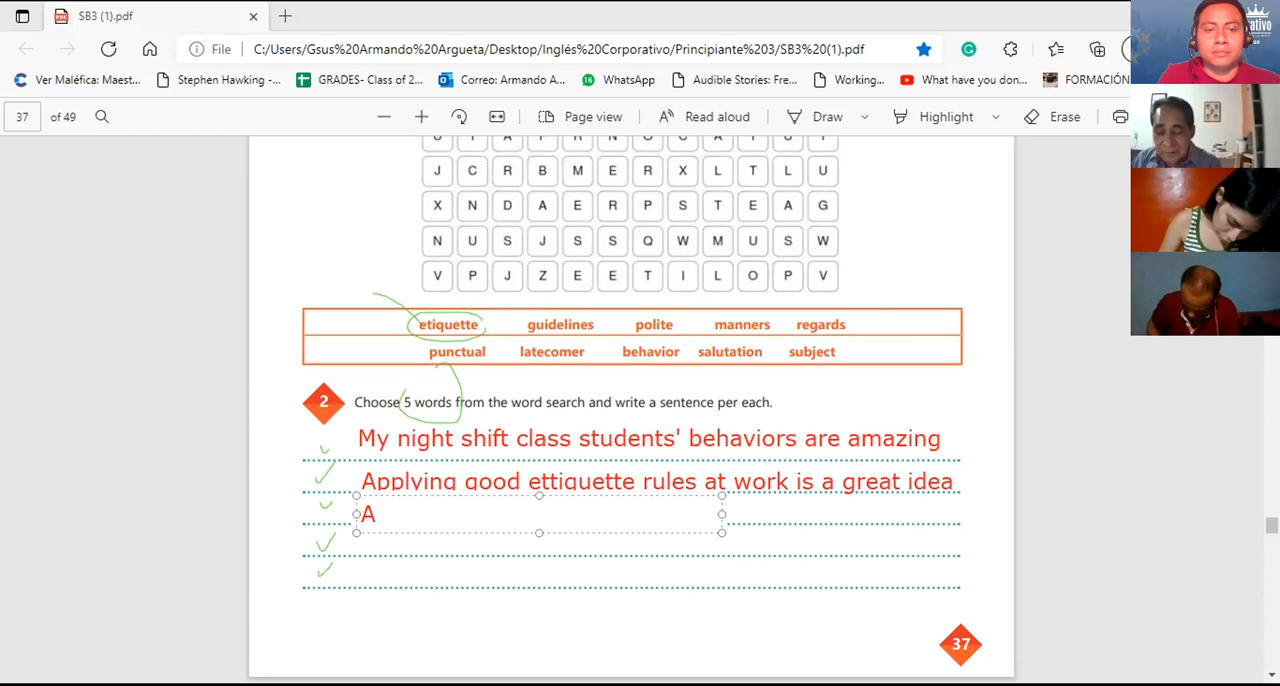 SB3 (1).pdf
File C:/Users/Gsus%20Armando%20Argueta/Desktop/Inglés%20Corporativo/Principiante%203/SB3%20(1).pdf
Ver Maléfica: Maest... Stephen Hawking -... GRADES- Class of 2... Correo: Armando A... WhatsApp Audible Stories: Fre... Working... What have you don... FORMACIÓN
37 of 49 Page view Read aloud Draw Highlight Erase
J C R B M E R X L T L U
X N D A E R P S T E A G
N U S J S S Q W M U S W
V P J Z E E T I L O P V
etiquette guidelines polite manners regards
punctual latecomer behavior salutation subject
2 Choose 5 words from the word search and write a sentence per each.
My night shift class students' behaviors are amazing
Applying good ettiquette rules at work is a great idea
A
37